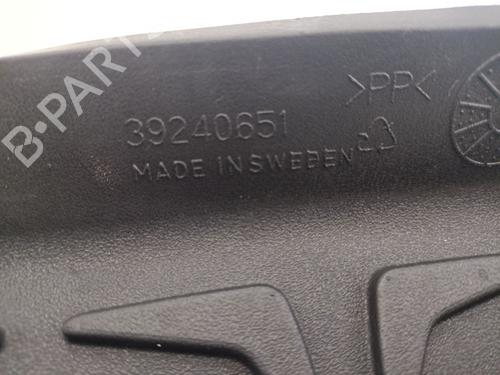 B-PARTS
39240651
>PP<
MADE IN SWEDEN